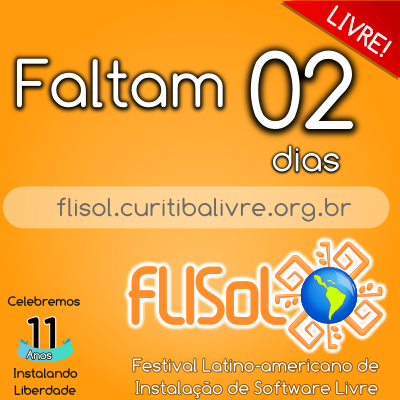 LIVRE!
Faltam 02
dias
flisol.curitibalivre.org.br
FLISoL
Celebremos
11
Anos
Instalando
Liberdade
Festival Latino-americano de
Instalação de Software Livre